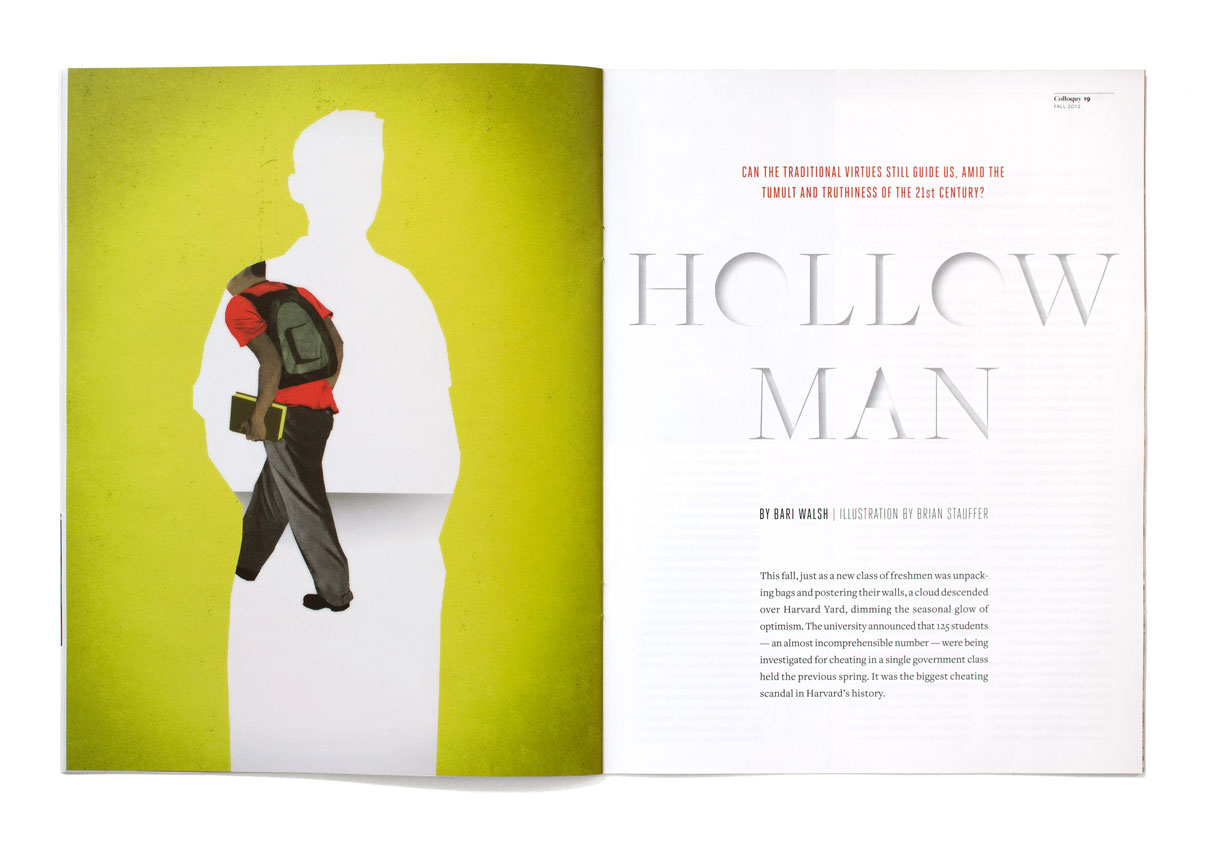 Colloquy 19
FALL 2012
CAN THE TRADITIONAL VIRTUES STILL GUIDE US, AMID THE
TUMULT AND TRUTHINESS OF THE 21st CENTURY?
HOLLOW
MAN
BY BARI WALSH | ILLUSTRATION BY BRIAN STAUFFER
This fall, just as a new class of freshmen was unpack-
ing bags and postering their walls, a cloud descended
over Harvard Yard, dimming the seasonal glow of
optimism. The university announced that 125 students
— an almost incomprehensible number — were being
investigated for cheating in a single government class
held the previous spring. It was the biggest cheating
scandal in Harvard's history.